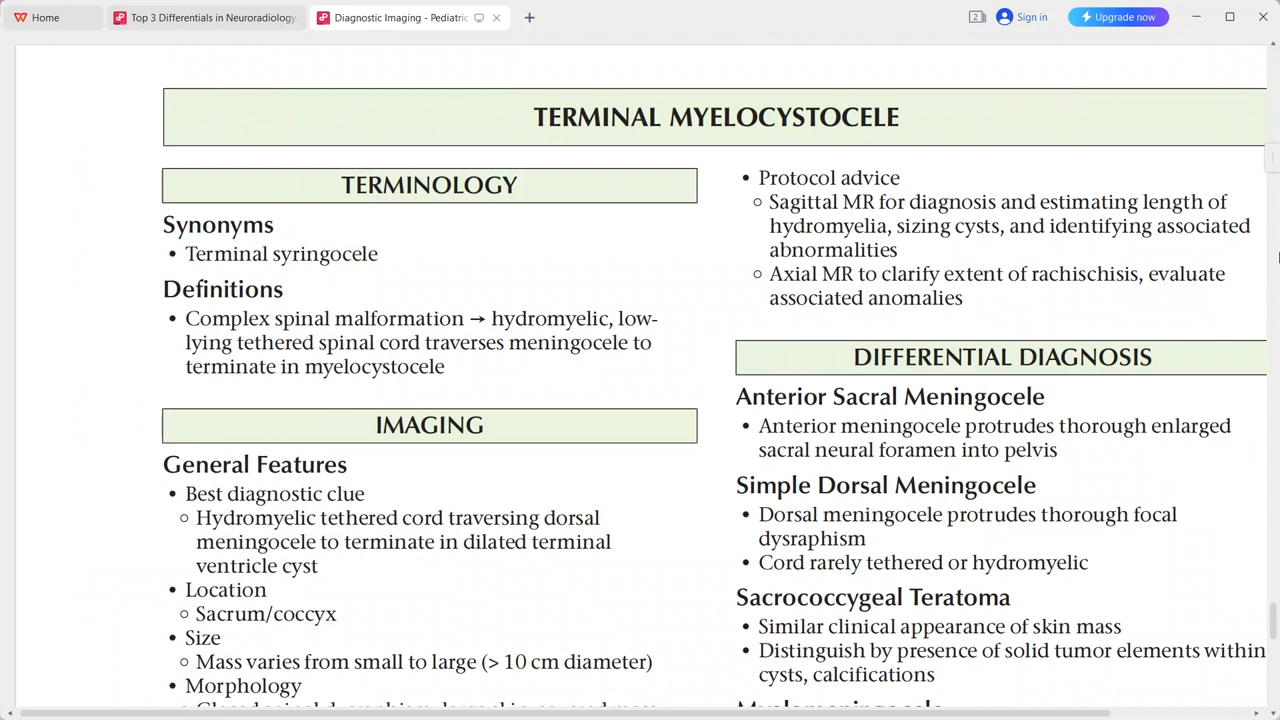 Home
Top 3 Differentials in Neuroradiology.
Diagnostic Imaging - Pediatric
2
Sign in
Upgrade now
TERMINAL MYELOCYSTOCELE
TERMINOLOGY
Synonyms
• Terminal syringocele
Definitions
• Complex spinal malformation → hydromyelic, low-
lying tethered spinal cord traverses meningocele to
terminate in myelocystocele
IMAGING
General Features
• Best diagnostic clue
○ Hydromyelic tethered cord traversing dorsal
meningocele to terminate in dilated terminal
ventricle cyst
• Location
○ Sacrum/coccyx
• Size
○ Mass varies from small to large (> 10 cm diameter)
• Morphology
• Protocol advice
○ Sagittal MR for diagnosis and estimating length of
hydromyelia, sizing cysts, and identifying associated
abnormalities
○ Axial MR to clarify extent of rachischisis, evaluate
associated anomalies
DIFFERENTIAL DIAGNOSIS
Anterior Sacral Meningocele
• Anterior meningocele protrudes thorough enlarged
sacral neural foramen into pelvis
Simple Dorsal Meningocele
• Dorsal meningocele protrudes thorough focal
dysraphism
• Cord rarely tethered or hydromyelic
Sacrococcygeal Teratoma
• Similar clinical appearance of skin mass
• Distinguish by presence of solid tumor elements within
cysts, calcifications
Myelomeningocele